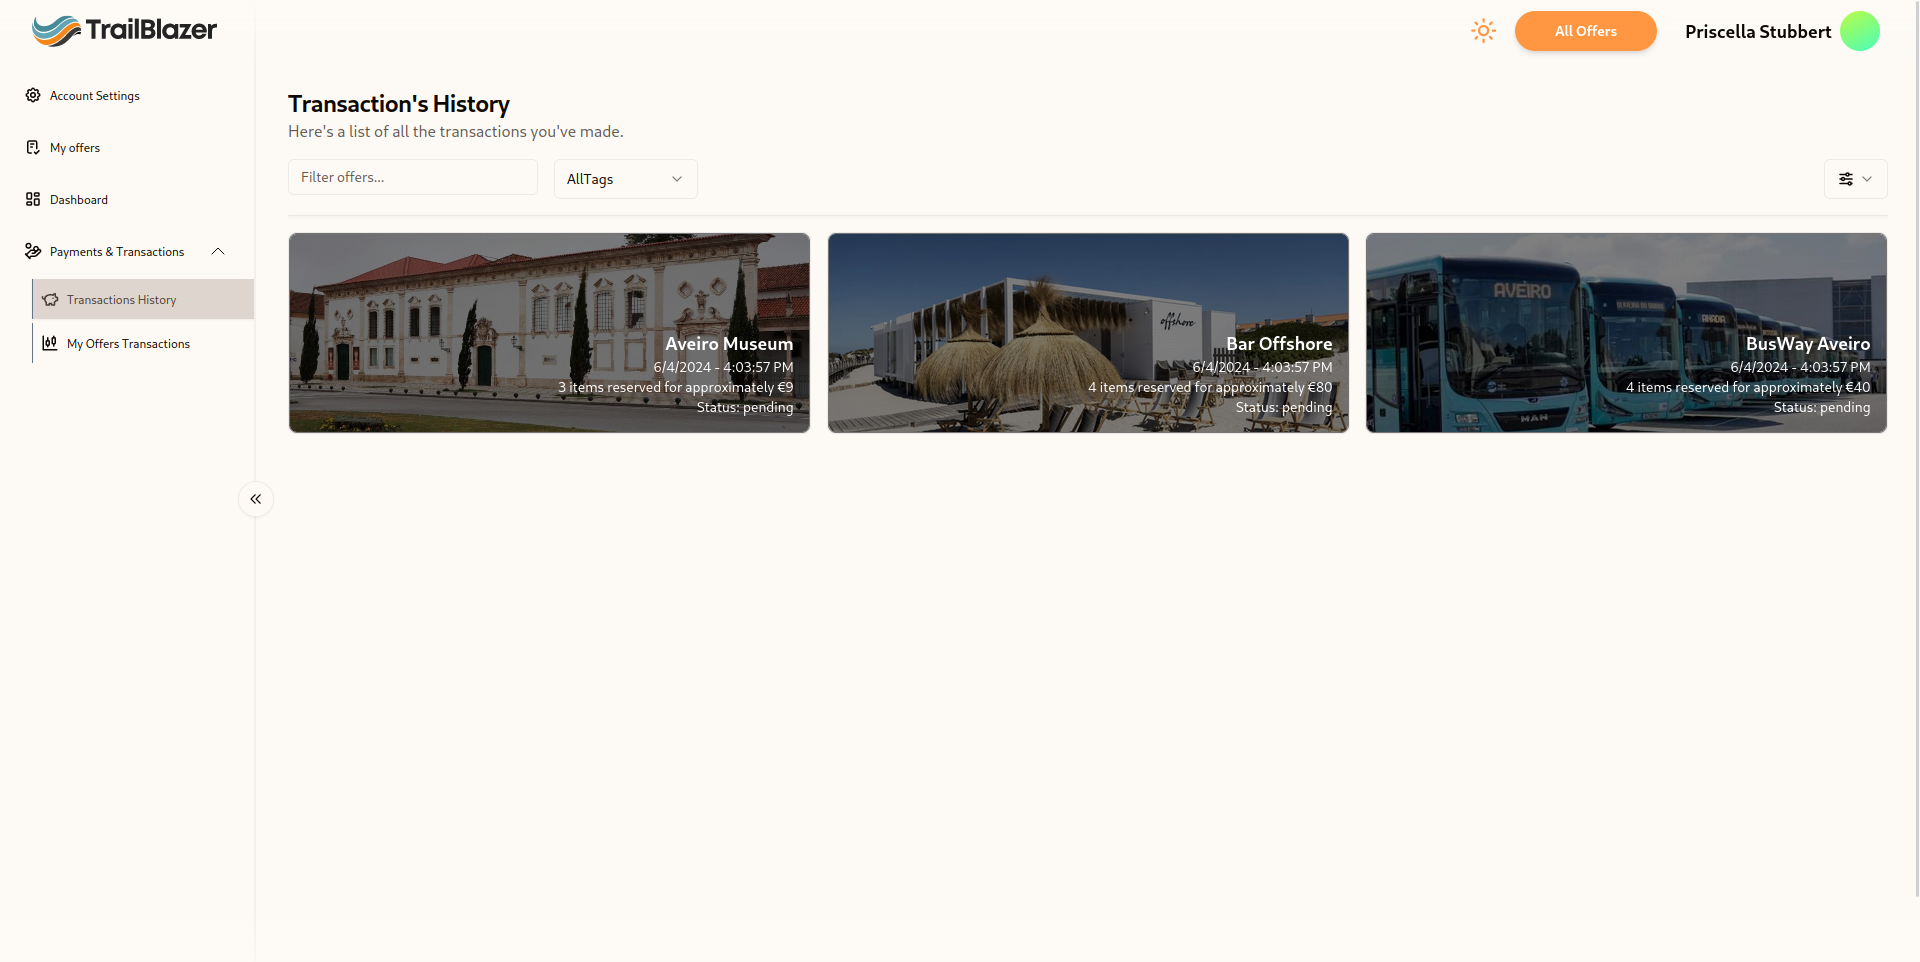 TrailBlazer
All Offers
Priscella Stubbert
Account Settings
My offers
Dashboard
Payments & Transactions
Transactions History
My Offers Transactions
Transaction's History
Here's a list of all the transactions you've made.
Filter offers...
AllTags
Aveiro Museum
6/4/2024 - 4:03:57 PM
3 items reserved for approximately €9
Status: pending
offshore
Bar Offshore
6/4/2024 - 4:03:57 PM
4 items reserved for approximately €80
Status: pending
AVEIRO
MAN
BusWay Aveiro
6/4/2024 - 4:03:57 PM
4 items reserved for approximately €40
Status: pending